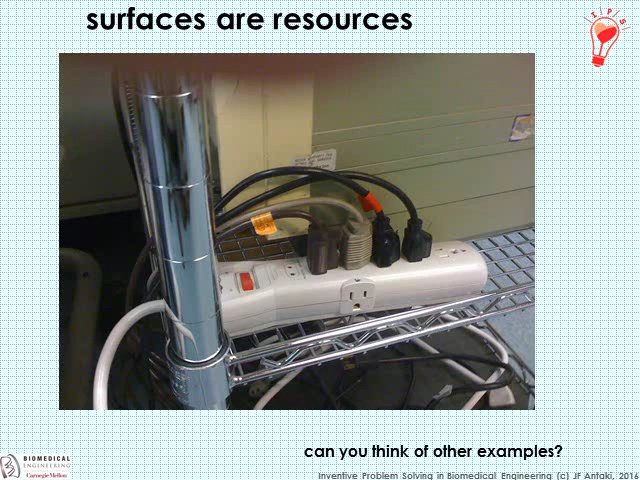 surfaces are resources
I P S
can you think of other examples?
BIOMEDICAL
ENGINEERING
Carnegie Mellon
Inventive Problem Solving in Biomedical Engineering (c) JF Antaki, 2016